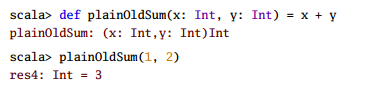 scala> def plainOldSum(x: Int, y: Int) = x + y
plainOldSum: (x: Int,y: Int)Int
scala> plainOldSum(1, 2)
res4: Int = 3